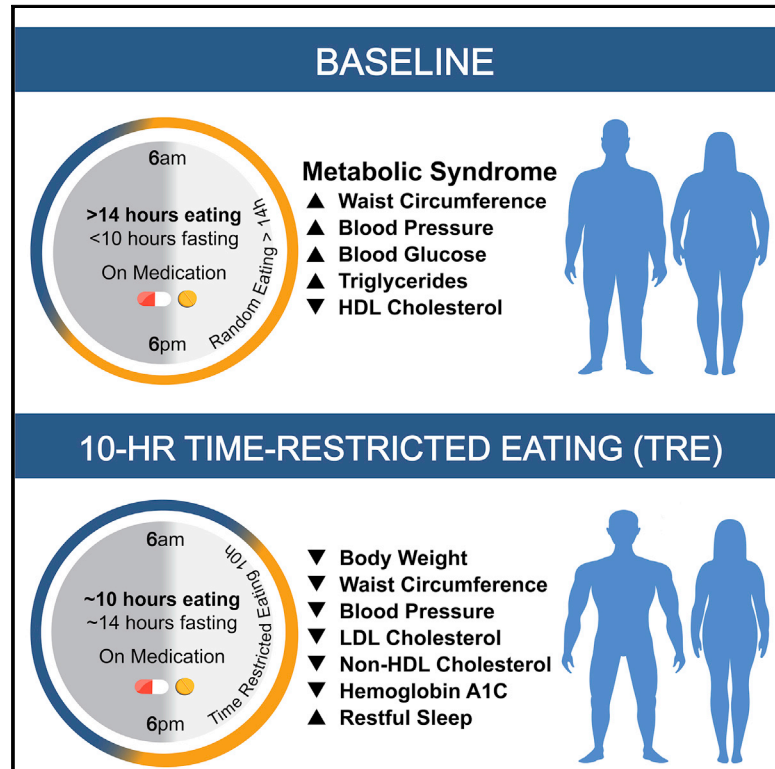 BASELINE
6am
>14 hours eating
<10 hours fasting
On Medication
6pm
Random Eating > 14h
Metabolic Syndrome
▲ Waist Circumference
▲ Blood Pressure
▲ Blood Glucose
▲ Triglycerides
▼ HDL Cholesterol
10-HR TIME-RESTRICTED EATING (TRE)
6am
~10 hours eating
~14 hours fasting
On Medication
6pm
Time Restricted Eating 10h
▼ Body Weight
▼ Waist Circumference
▼ Blood Pressure
▼ LDL Cholesterol
▼ Non-HDL Cholesterol
▼ Hemoglobin A1C
▲ Restful Sleep